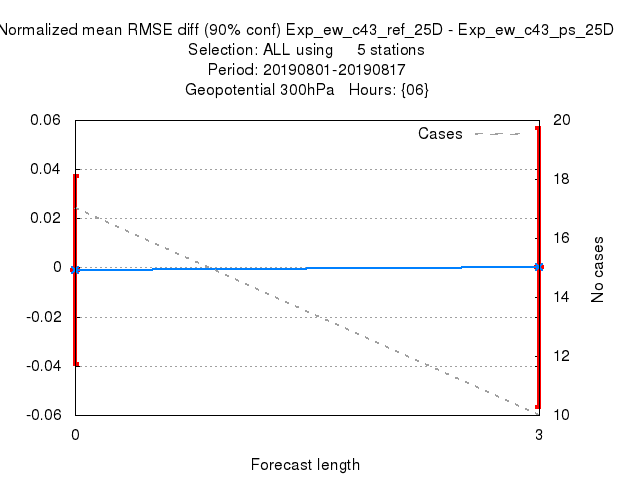 Normalized mean RMSE diff (90% conf) Exp_ew_c43_ref_25D - Exp_ew_c43_ps_25D
Selection: ALL using 5 stations
Period: 20190801-20190817
Geopotential 300hPa Hours: {06}
0.06
0.04
0.02
0
-0.02
-0.04
-0.06
Cases
20
18
16
14
12
10
No cases
0
3
Forecast length